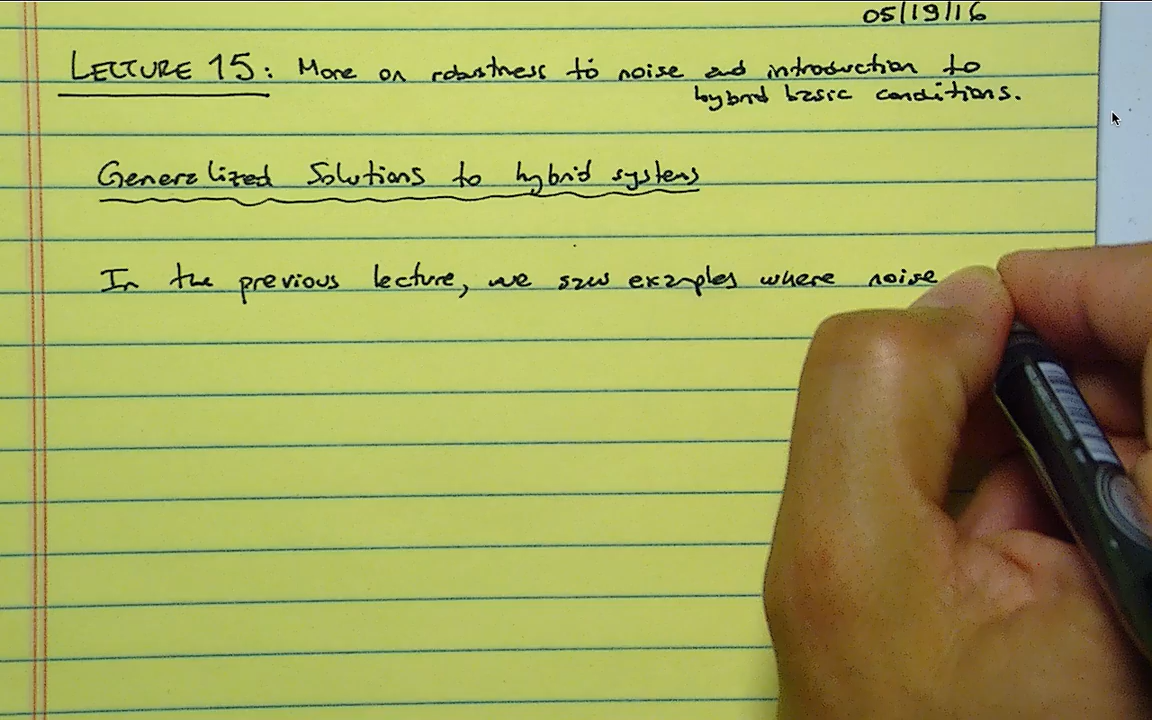 05/19/16
LECTURE 15: More on robustness to noise and introduction to
hybrid basic conditions.
Generalized Solutions to hybrid systems
In the previous lecture, we saw examples where noise